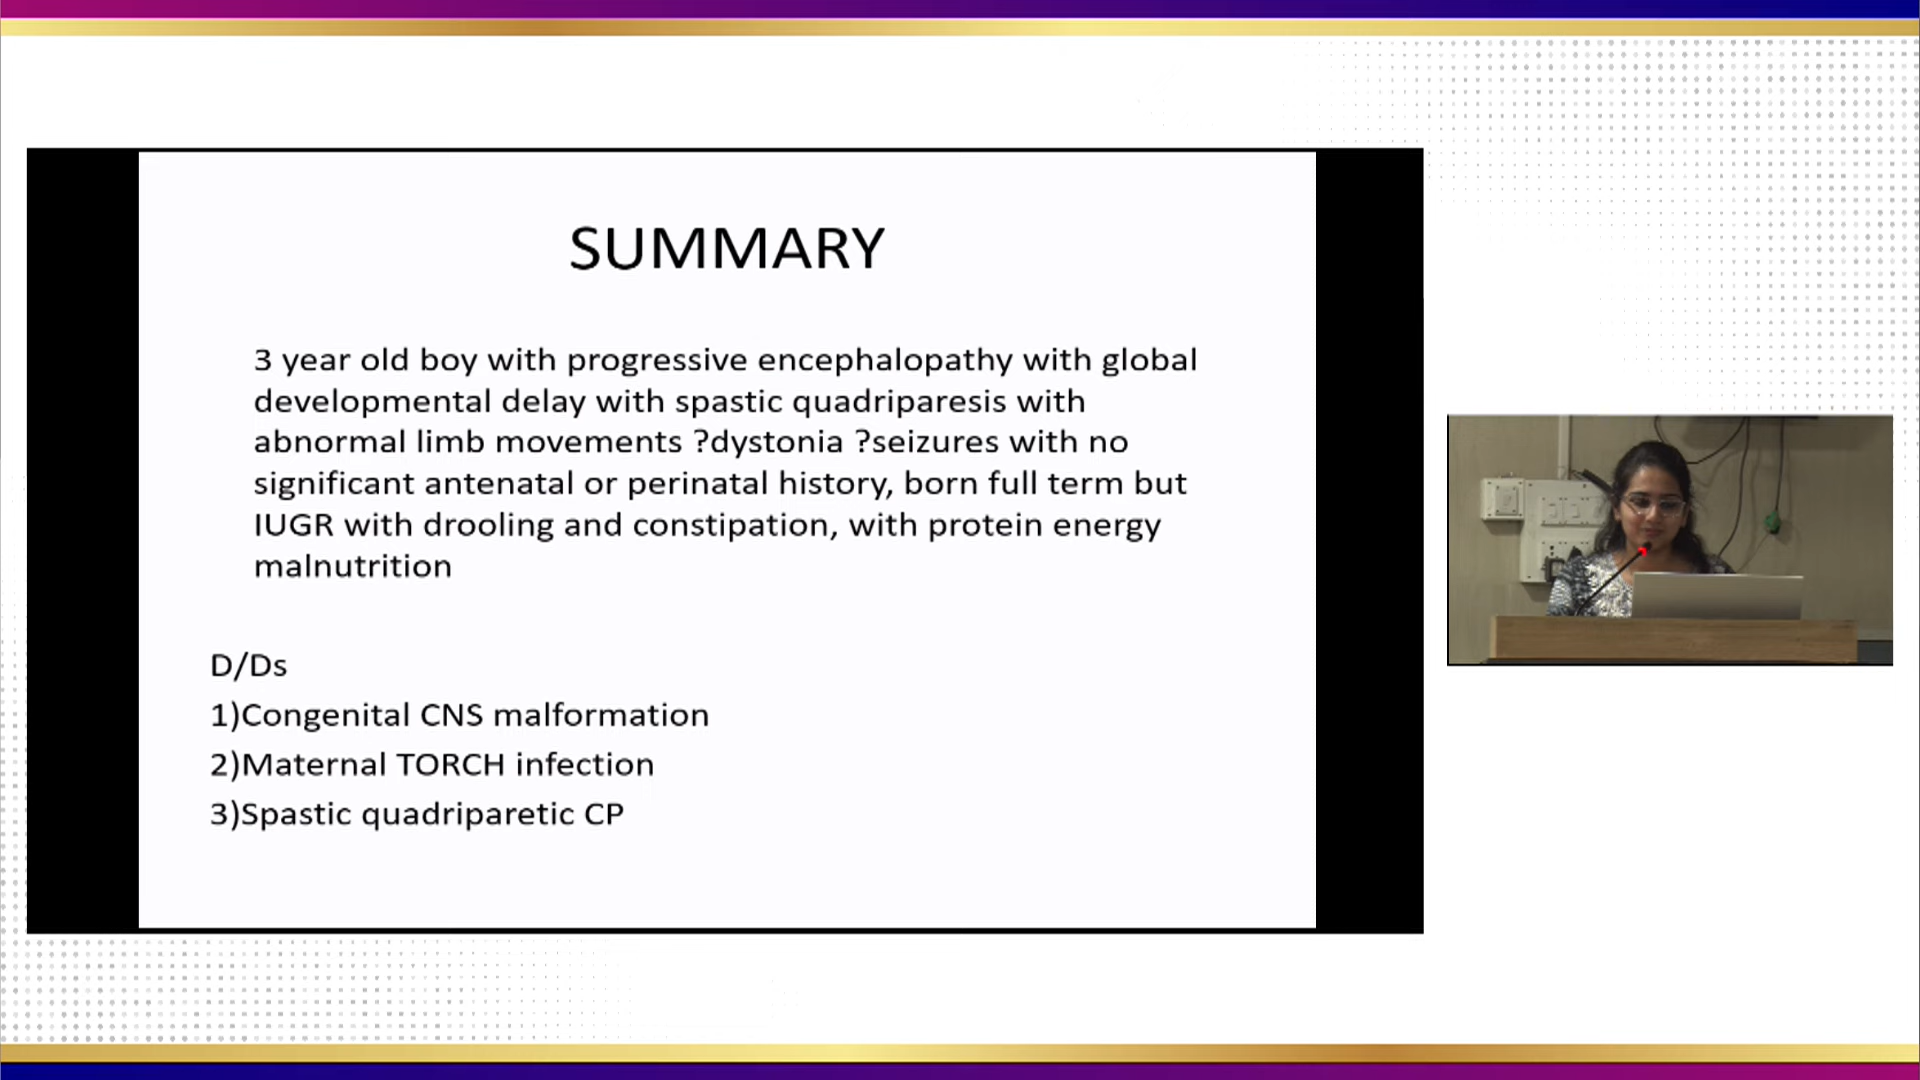 SUMMARY
3 year old boy with progressive encephalopathy with global
developmental delay with spastic quadriparesis with
abnormal limb movements ?dystonia ?seizures with no
significant antenatal or perinatal history, born full term but
IUGR with drooling and constipation, with protein energy
malnutrition
D/Ds
1)Congenital CNS malformation
2)Maternal TORCH infection
3)Spastic quadriparetic CP